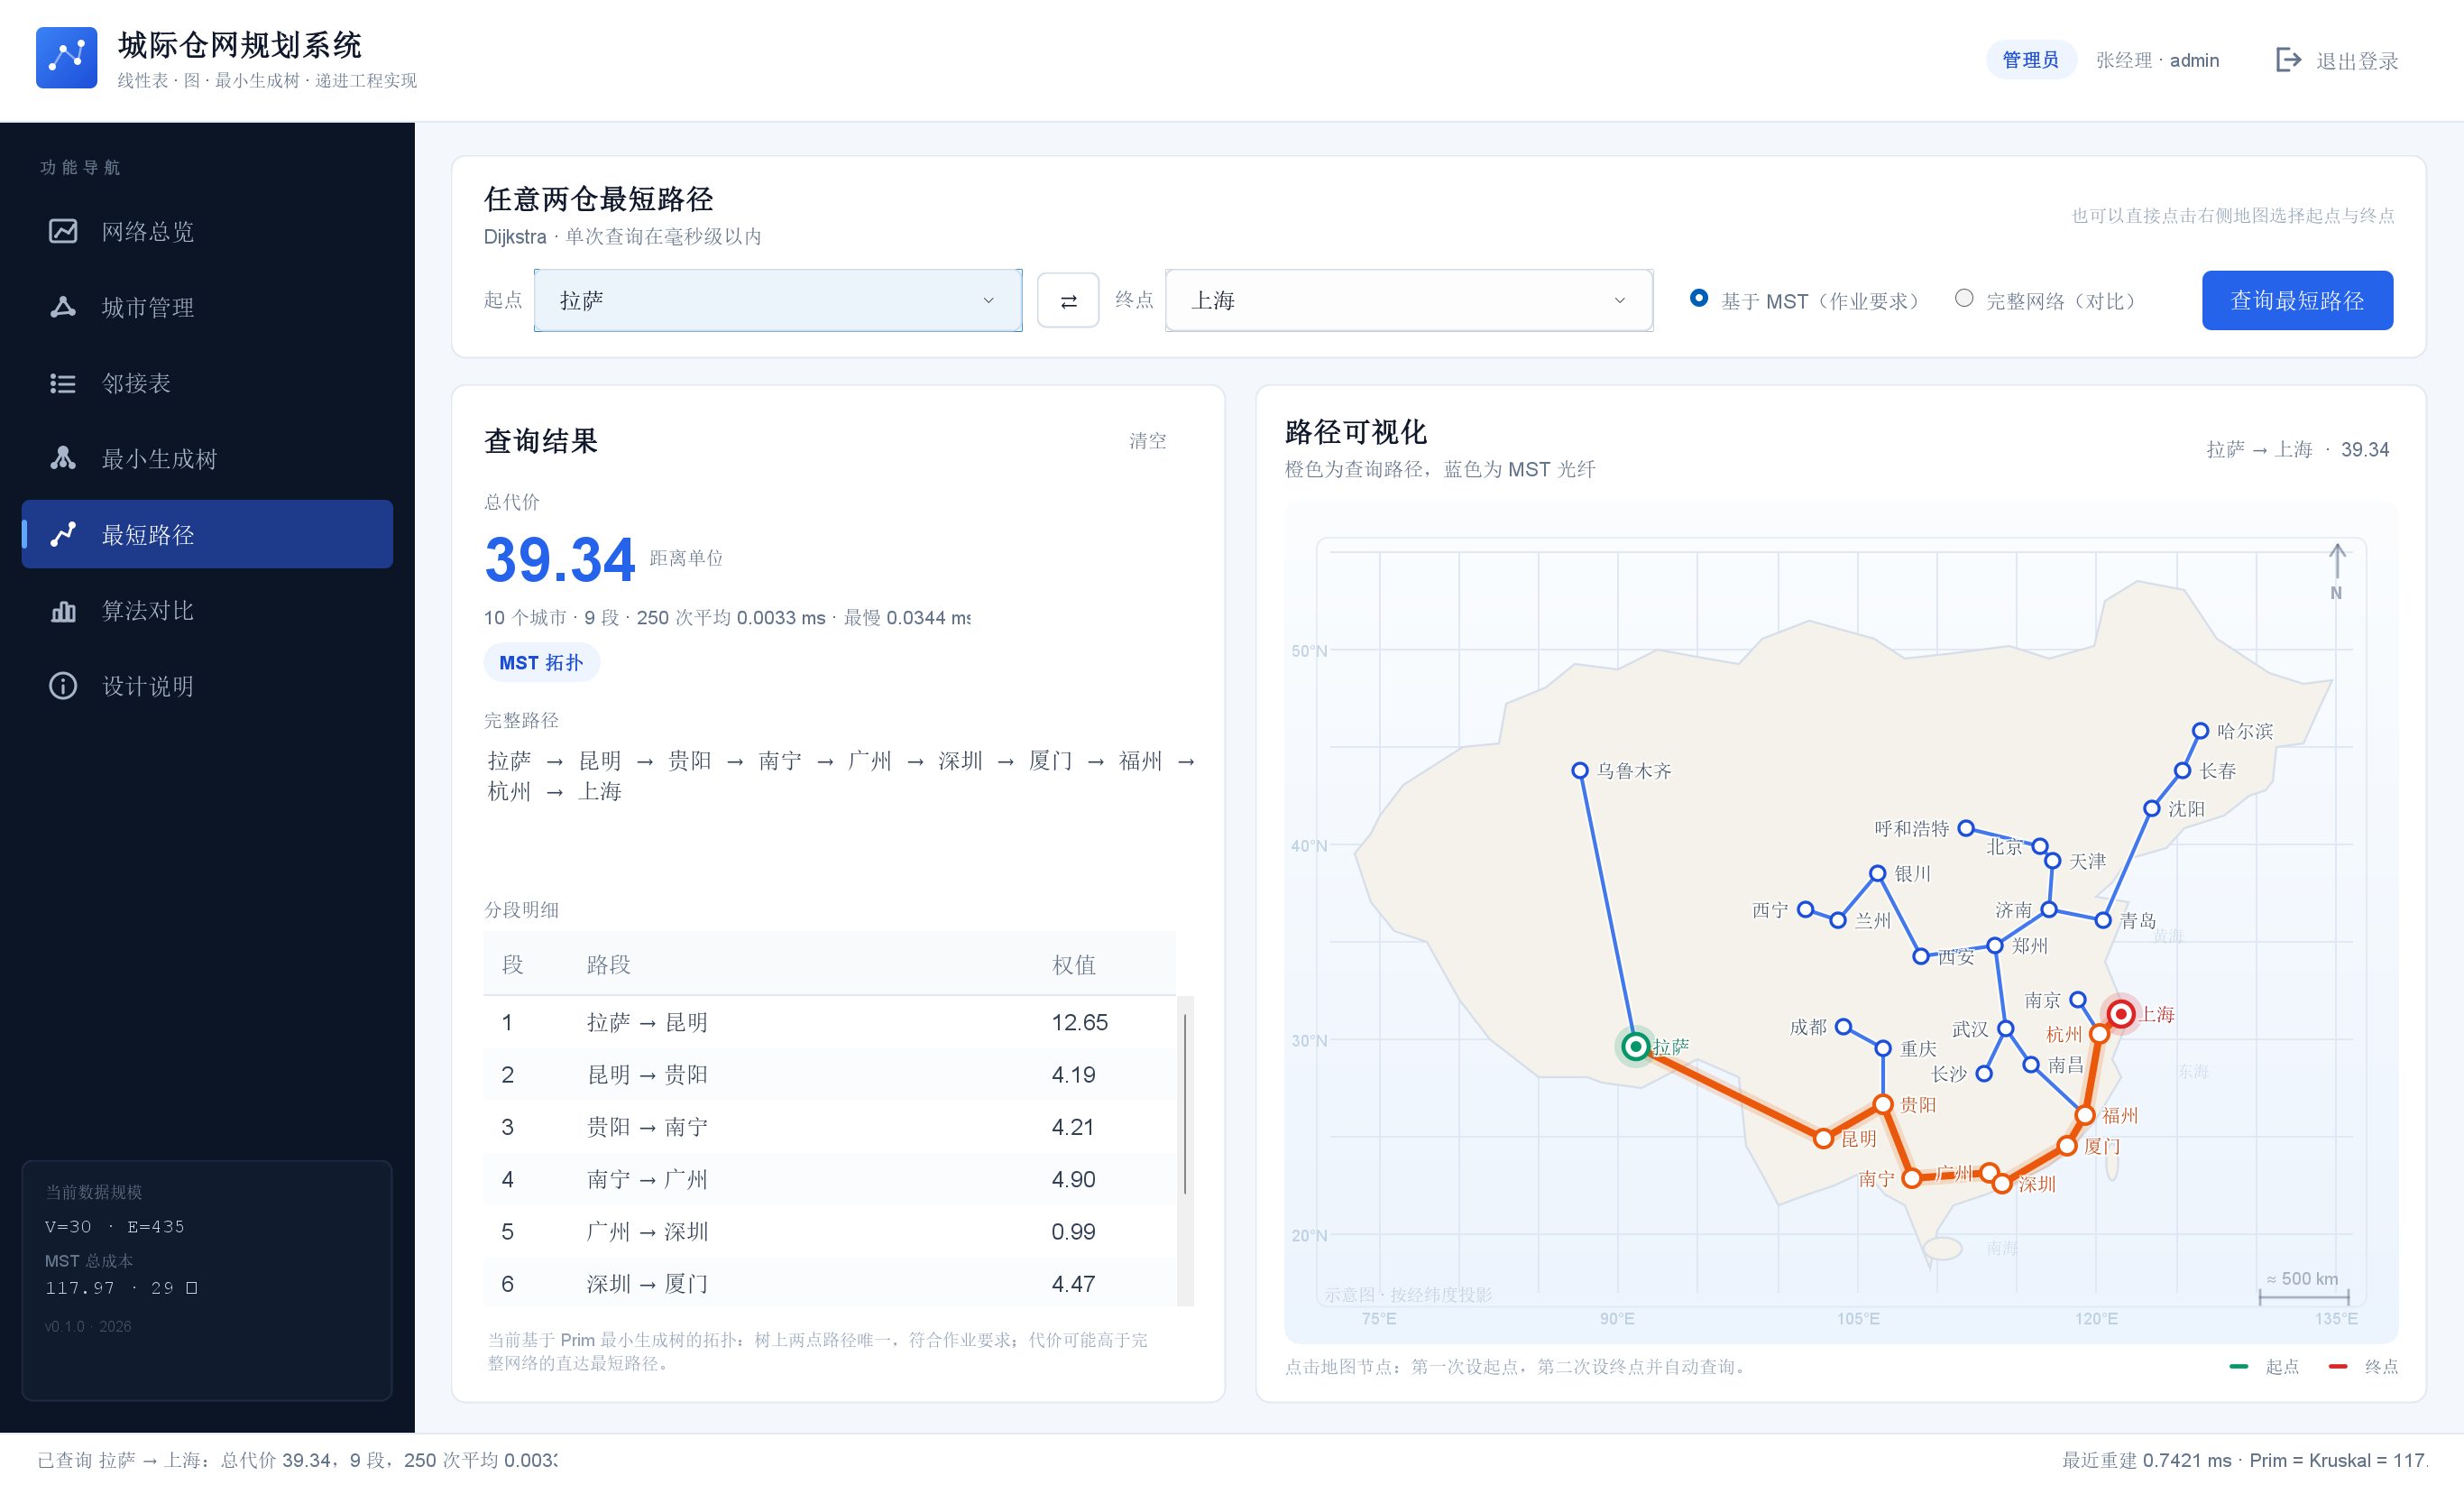 城际仓网规划系统
线性表 · 图 · 最小生成树 · 递进工程实现
管理员
张经理 · admin
退出登录
功能导航
网络总览
城市管理
邻接表
最小生成树
最短路径
算法对比
设计说明
当前数据规模
V=30 · E=435
MST 总成本
117.97 · 29 □
v0.1.0 · 2026
任意两仓最短路径
Dijkstra · 单次查询在毫秒级以内
也可以直接点击右侧地图选择起点与终点
起点
拉萨
⇄
终点
上海
基于 MST（作业要求）
完整网络（对比）
查询最短路径
查询结果
清空
总代价
39.34 距离单位
10 个城市 · 9 段 · 250 次平均 0.0033 ms · 最慢 0.0344 ms
MST 拓扑
完整路径
拉萨 → 昆明 → 贵阳 → 南宁 → 广州 → 深圳 → 厦门 → 福州 →
杭州 → 上海
分段明细
段 路段 权值
1 拉萨 → 昆明 12.65
2 昆明 → 贵阳 4.19
3 贵阳 → 南宁 4.21
4 南宁 → 广州 4.90
5 广州 → 深圳 0.99
6 深圳 → 厦门 4.47
当前基于 Prim 最小生成树的拓扑：树上两点路径唯一，符合作业要求；代价可能高于完
整网络的直达最短路径。
路径可视化
橙色为查询路径，蓝色为 MST 光纤
拉萨 → 上海 · 39.34
N
50°N
哈尔滨
乌鲁木齐
长春
沈阳
呼和浩特
40°N
北京
天津
银川
西宁
兰州
济南
青岛
黄海
郑州
西安
南京
上海
成都
武汉
杭州
30°N
拉萨
重庆
南昌
长沙
东海
贵阳
福州
昆明
厦门
南宁
广州
深圳
20°N
南海
≈ 500 km
示意图 · 按经纬度投影
75°E
90°E
105°E
120°E
135°E
点击地图节点：第一次设起点，第二次设终点并自动查询。
起点
终点
已查询 拉萨 → 上海：总代价 39.34，9 段，250 次平均 0.003
最近重建 0.7421 ms · Prim = Kruskal = 117.